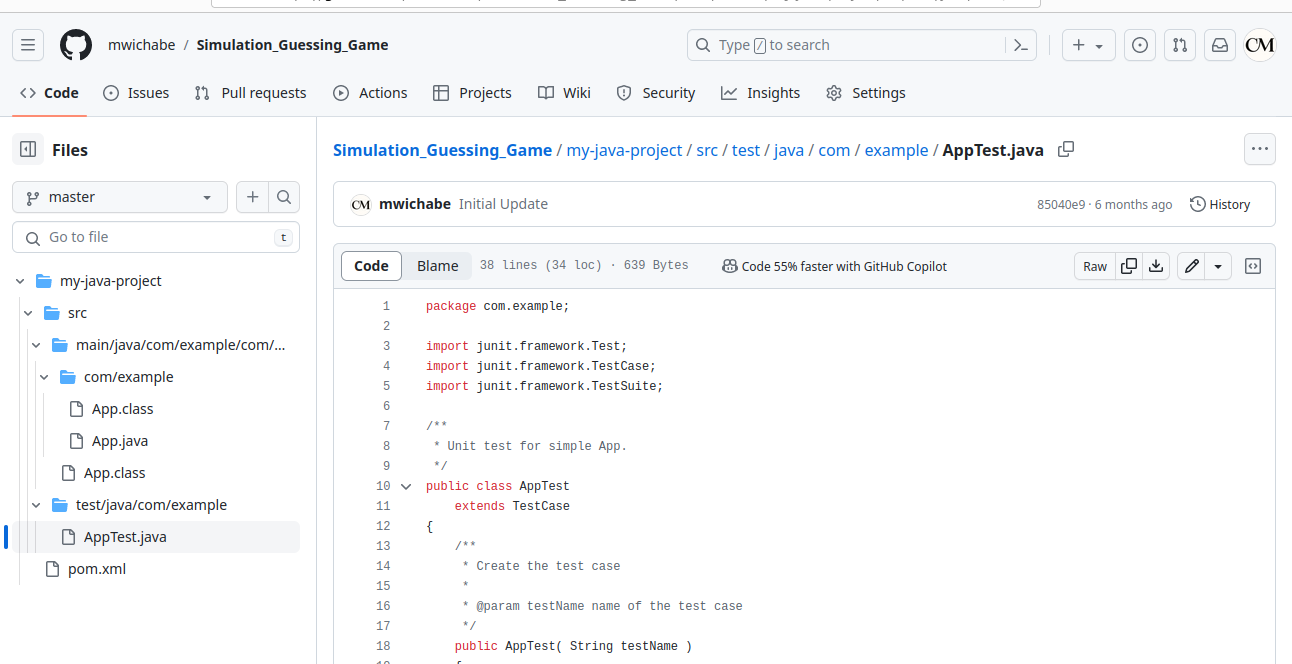 mwichabe / Simulation_Guessing_Game
Type / to search
CM
Code Issues Pull requests Actions Projects Wiki Security Insights Settings
Files
master
Go to file t
my-java-project
src
main/java/com/example/com/...
com/example
App.class
App.java
App.class
test/java/com/example
AppTest.java
pom.xml
Simulation_Guessing_Game / my-java-project / src / test / java / com / example / AppTest.java
CM mwichabe Initial Update 85040e9 · 6 months ago History
Code Blame 38 lines (34 loc) · 639 Bytes Code 55% faster with GitHub Copilot Raw
1 package com.example;
2
3 import junit.framework.Test;
4 import junit.framework.TestCase;
5 import junit.framework.TestSuite;
6
7 /**
8  * Unit test for simple App.
9  */
10 public class AppTest
11     extends TestCase
12 {
13     /**
14      * Create the test case
15      *
16      * @param testName name of the test case
17      */
18     public AppTest( String testName )